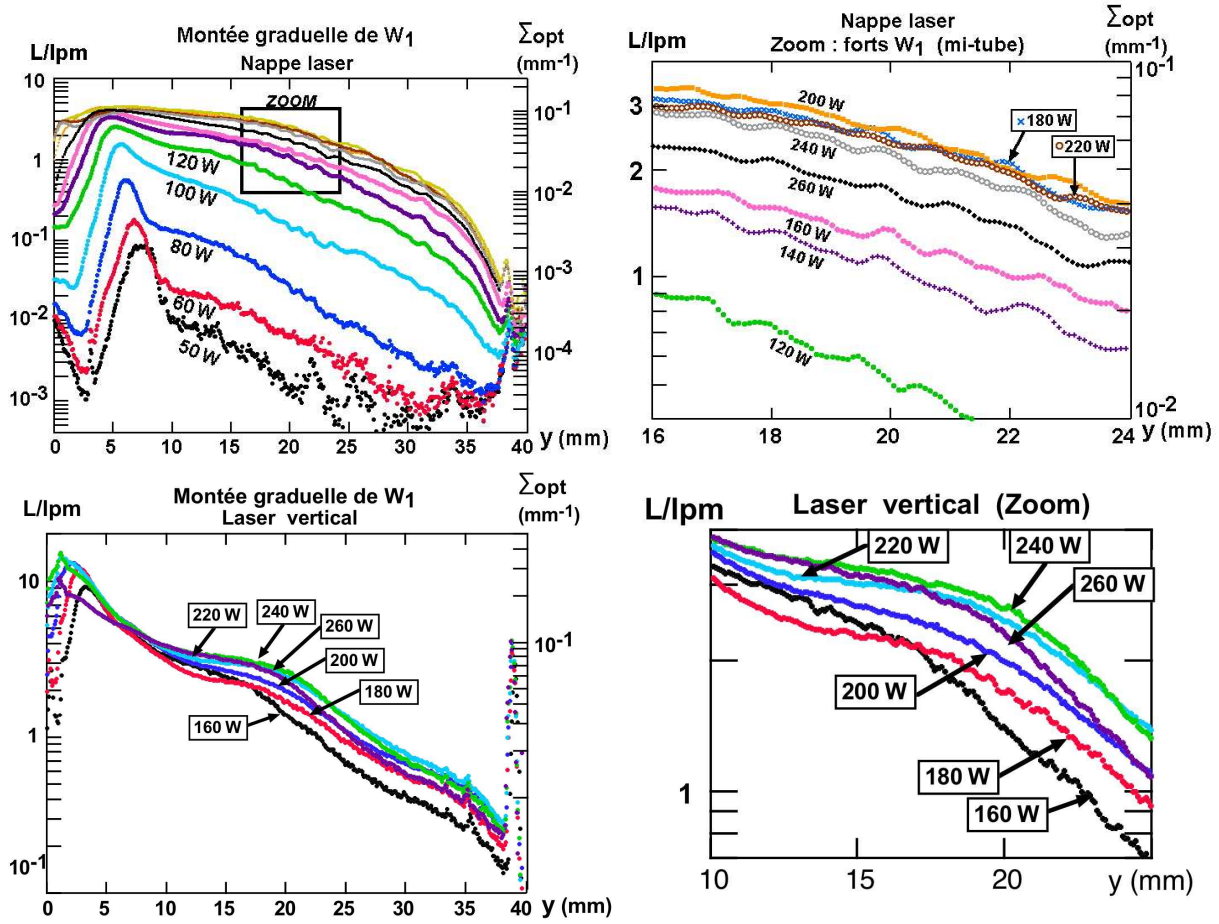 Montée graduelle de W1
Nappe laser
L/lpm
∑opt
(mm-1)
ZOOM
10
1
10-1
10-2
10-3
10-1
10-2
10-3
10-4
120 W
100 W
80 W
60 W
50 W
0 5 10 15 20 25 30 35 40
y (mm)
Nappe laser
Zoom : forts W1 (mi-tube)
L/lpm
∑opt
(mm-1)
10-1
3
2
1
10-2
200 W
180 W
220 W
240 W
260 W
160 W
140 W
120 W
16 18 20 22 24
y (mm)
Montée graduelle de W1
Laser vertical
L/lpm
∑opt
(mm-1)
10
1
10-1
10-1
220 W
240 W
260 W
200 W
180 W
160 W
0 5 10 15 20 25 30 35 40
y (mm)
Laser vertical (Zoom)
L/lpm
220 W
240 W
260 W
200 W
180 W
160 W
1
10 15 20
y (mm)